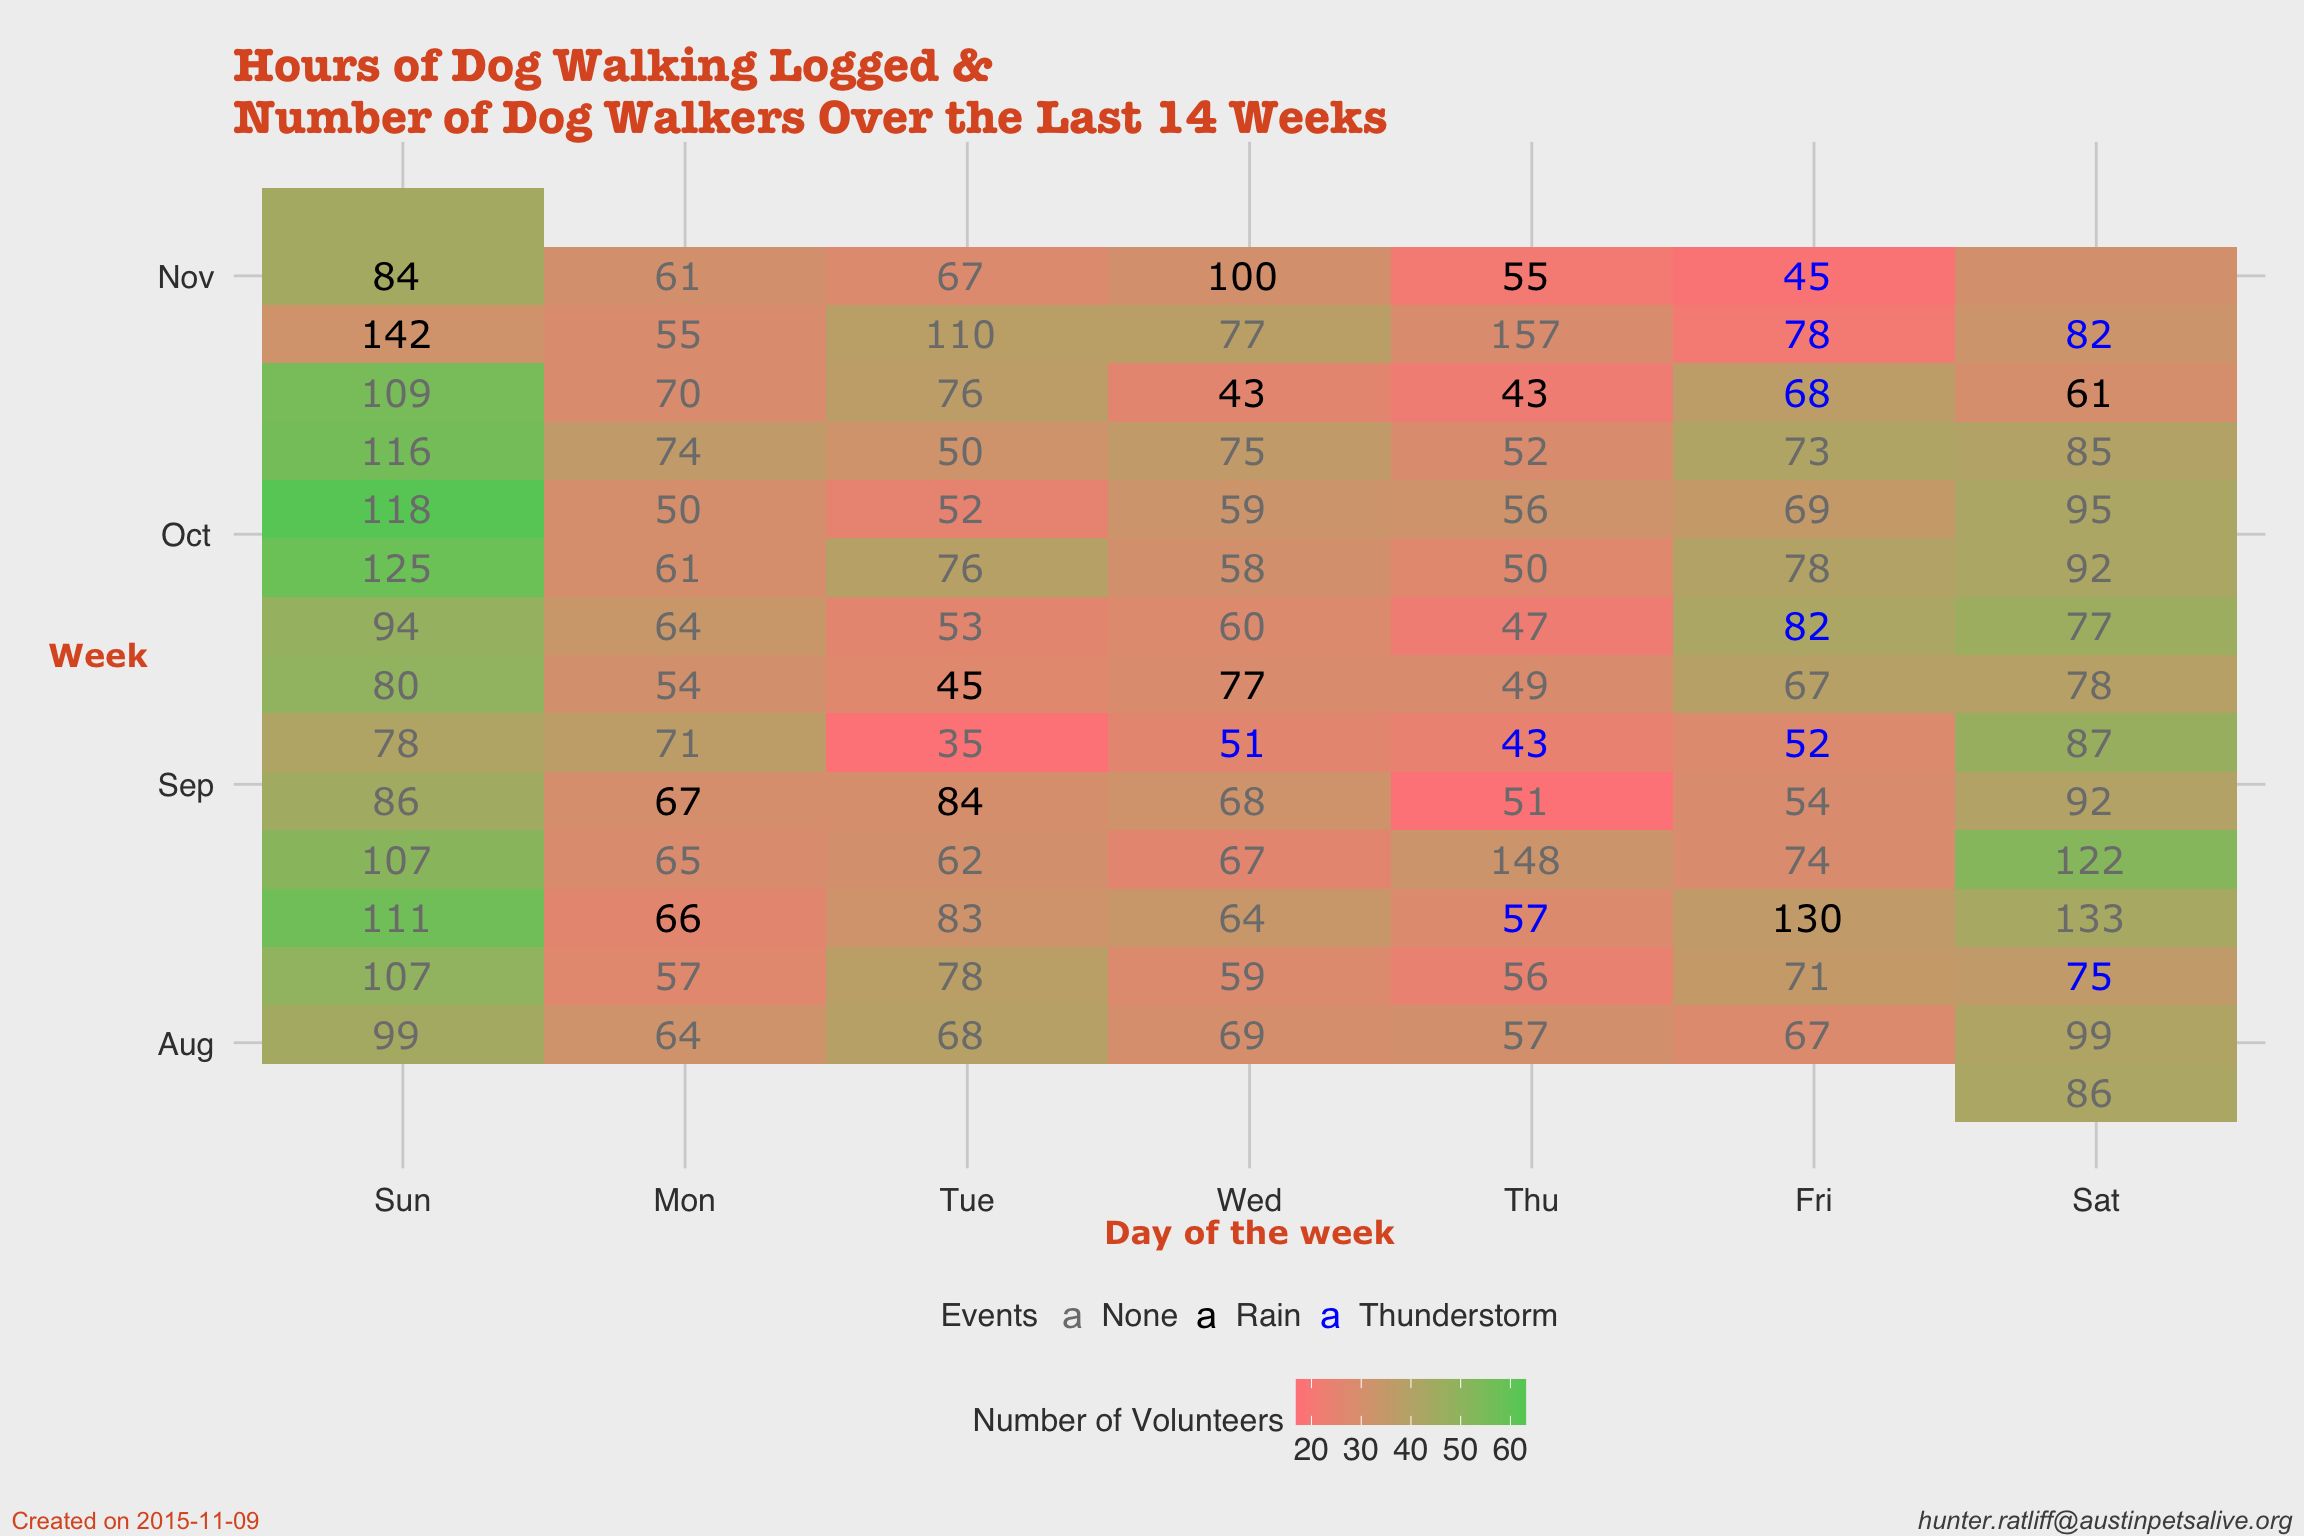 Hours of Dog Walking Logged &
Number of Dog Walkers Over the Last 14 Weeks
Nov 84 61 67 100 55 45
142 55 110 77 157 78 82
109 70 76 43 43 68 61
116 74 50 75 52 73 85
118 50 52 59 56 69 95
Oct
125 61 76 58 50 78 92
94 64 53 60 47 82 77
Week
80 54 45 77 49 67 78
78 71 35 51 43 52 87
Sep
86 67 84 68 51 54 92
107 65 62 67 148 74 122
111 66 83 64 57 130 133
107 57 78 59 56 71 75
Aug 99 64 68 69 57 67 99
86
Sun Mon Tue Wed Thu Fri Sat
Day of the week
Events a None a Rain a Thunderstorm
Number of Volunteers
20 30 40 50 60
Created on 2015-11-09
hunter.ratliff@austinpetsalive.org